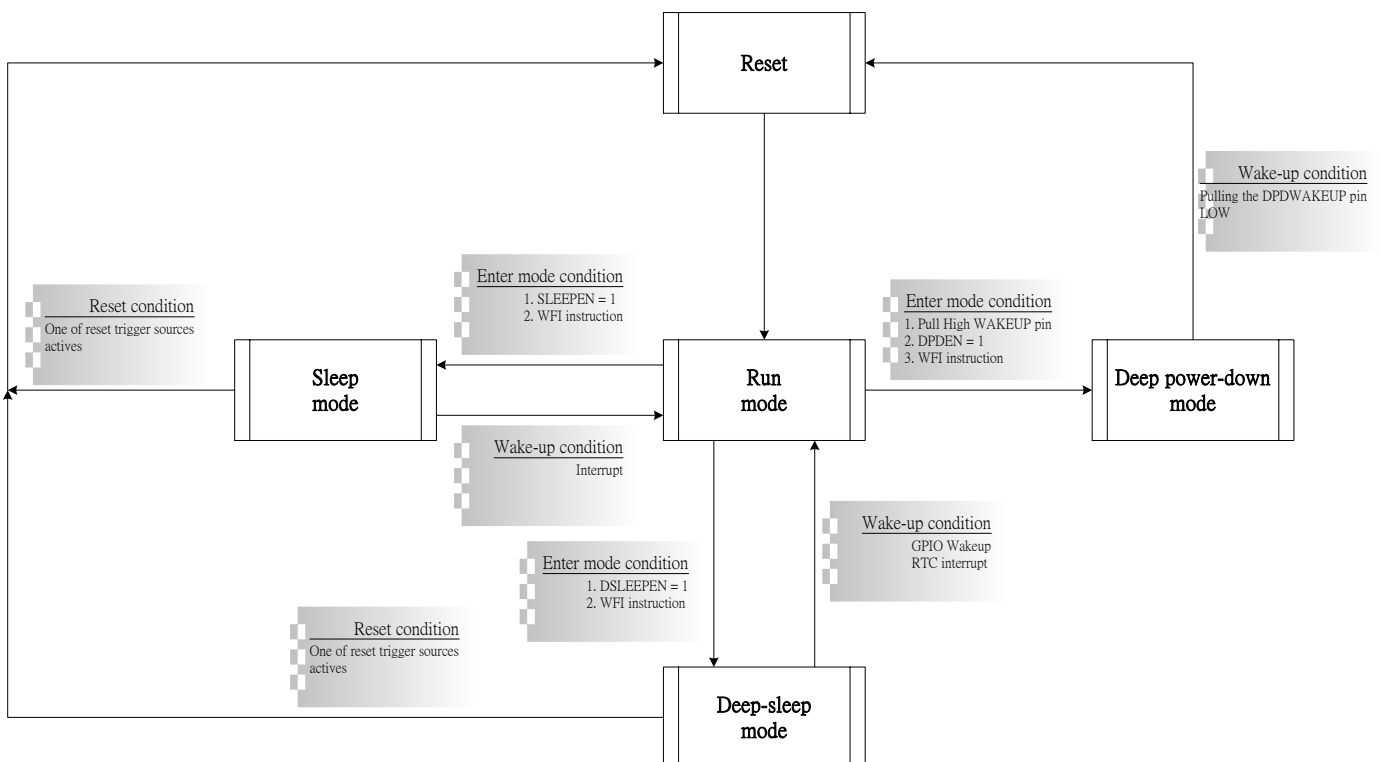 Reset
Wake-up condition
Pulling the DPDWAKEUP pin
LOW
Enter mode condition
1. SLEEPEN = 1
2. WFI instruction
Reset condition
One of reset trigger sources
actives
Enter mode condition
1. Pull High WAKEUP pin
2. DPDEN = 1
3. WFI instruction
Sleep
mode
Run
mode
Deep power-down
mode
Wake-up condition
Interrupt
Wake-up condition
GPIO Wakeup
RTC interrupt
Enter mode condition
1. DSLEEPEN = 1
2. WFI instruction
Reset condition
One of reset trigger sources
actives
Deep-sleep
mode